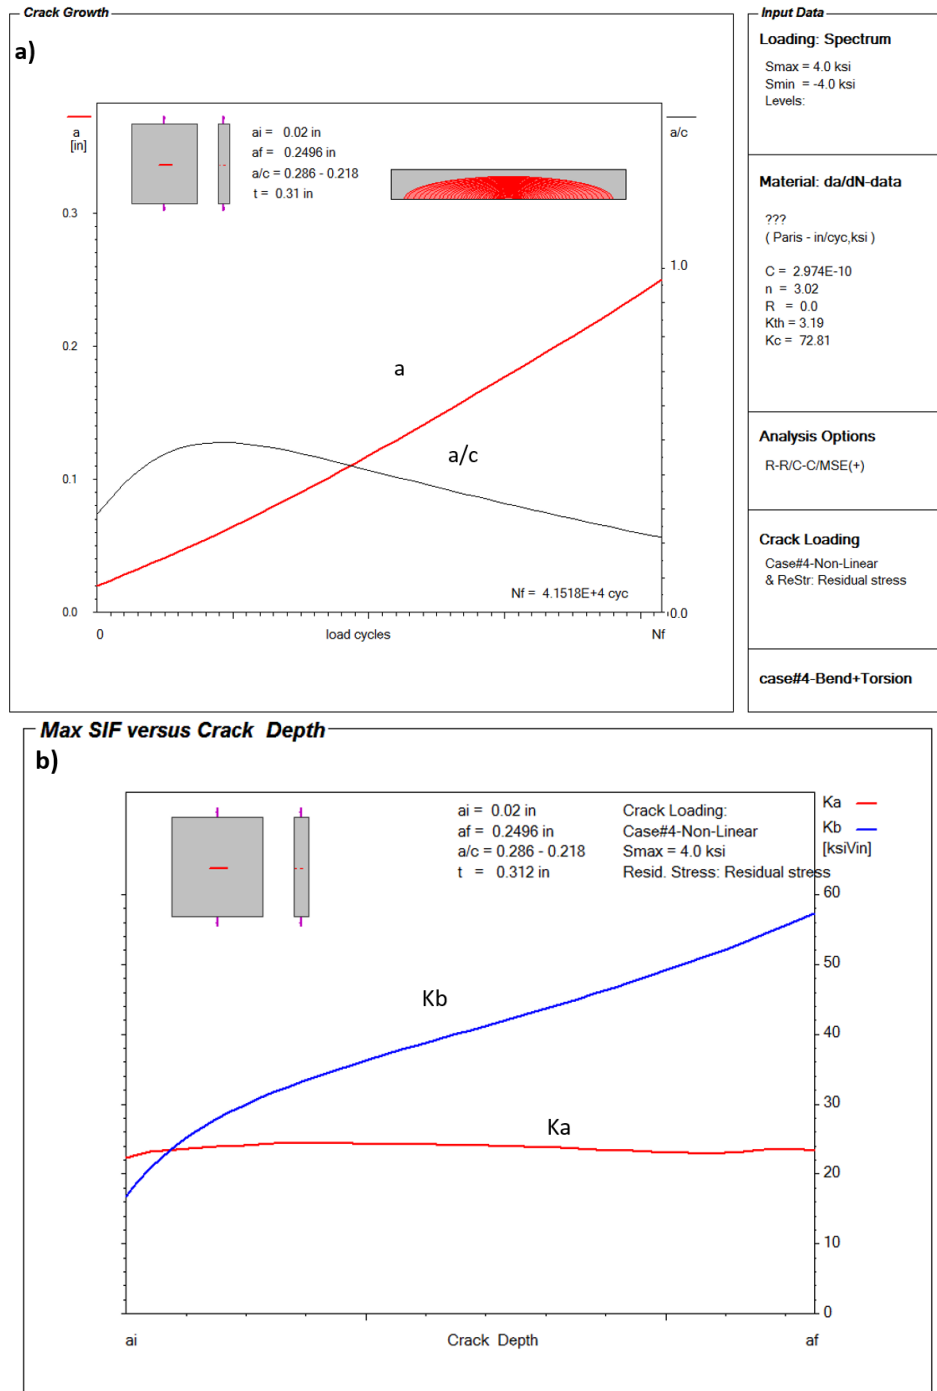 Crack Growth
a)
a
[in]
ai = 0.02 in
af = 0.2496 in
a/c = 0.286 - 0.218
t = 0.31 in
a/c
0.3
0.2
0.1
0.0
1.0
0.0
a
a/c
Nf = 4.1518E+4 cyc
0
load cycles
Nf
Input Data
Loading: Spectrum
Smax = 4.0 ksi
Smin = -4.0 ksi
Levels:
Material: da/dN-data
???
( Paris - in/cyc,ksi )
C = 2.974E-10
n = 3.02
R = 0.0
Kth = 3.19
Kc = 72.81
Analysis Options
R-R/C-C/MSE(+)
Crack Loading
Case#4-Non-Linear
& ReStr: Residual stress
case#4-Bend+Torsion
Max SIF versus Crack Depth
b)
ai = 0.02 in
af = 0.2496 in
a/c = 0.286 - 0.218
t = 0.312 in
Crack Loading:
Case#4-Non-Linear
Smax = 4.0 ksi
Resid. Stress: Residual stress
Ka
Kb
[ksi√in]
60
50
40
30
20
10
0
Kb
Ka
ai
Crack Depth
af